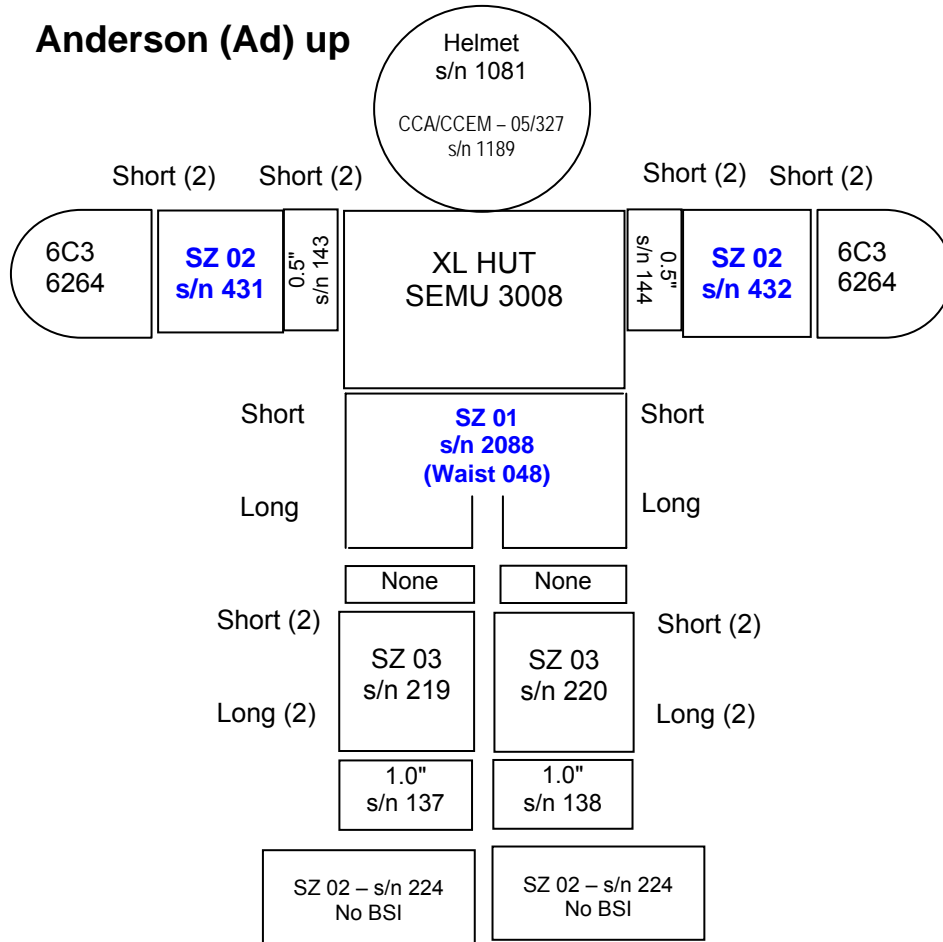 Anderson (Ad) up
Helmet
s/n 1081
CCA/CCEM – 05/327
s/n 1189
Short (2)
Short (2)
Short (2)
Short (2)
6C3
6264
SZ 02
s/n 431
0.5"
s/n 143
XL HUT
SEMU 3008
0.5"
s/n 144
SZ 02
s/n 432
6C3
6264
Short
SZ 01
s/n 2088
(Waist 048)
Short
Long
Long
None
None
Short (2)
SZ 03
s/n 219
SZ 03
s/n 220
Short (2)
Long (2)
Long (2)
1.0"
s/n 137
1.0"
s/n 138
SZ 02 – s/n 224
No BSI
SZ 02 – s/n 224
No BSI